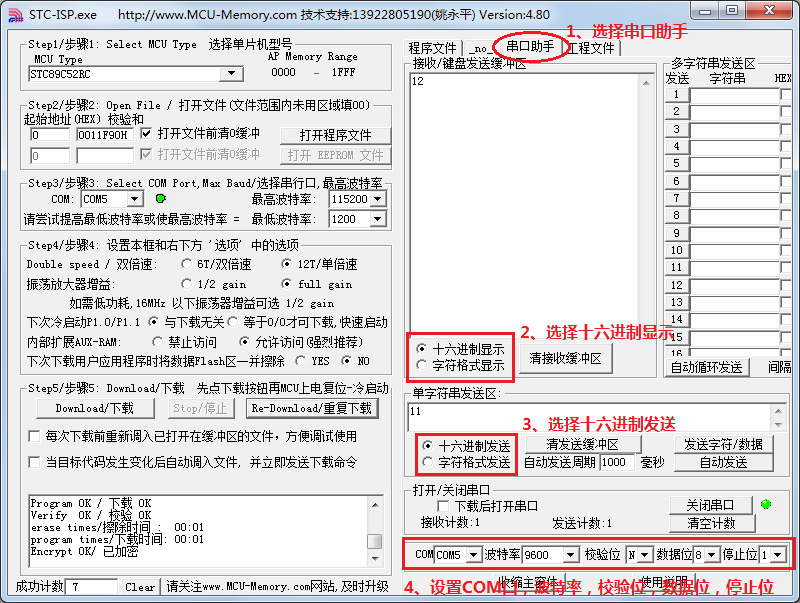 STC-ISP.exe http://www.MCU-Memory.com 技术支持:13922805190(姚永平) Version:4.80
1、选择串口助手
Step1/步骤1: Select MCU Type 选择单片机型号
MCU Type AP Memory Range
STC89C52RC 0000 - 1FFF
Step2/步骤2: Open File / 打开文件(文件范围内未用区域填00)
起始地址(HEX) 校验和
0 0011F90H 打开文件前清0缓冲 打开程序文件
0 打开文件前清0缓冲 打开 EEPROM 文件
Step3/步骤3: Select COM Port,Max Baud/选择串行口,最高波特率
COM: COM5 最高波特率: 115200
请尝试提高最低波特率或使最高波特率 = 最低波特率: 1200
Step4/步骤4: 设置本框和右下方 '选项' 中的选项
Double speed / 双倍速: 6T/双倍速 12T/单倍速
振荡放大器增益: 1/2 gain full gain
如需低功耗,16MHz 以下振荡器增益可选 1/2 gain
下次冷启动P1.0/P1.1 与下载无关 等于0/0才可下载,快速启动
内部扩展AUX-RAM: 禁止访问 允许访问(强烈推荐)
下次下载用户应用程序时将数据Flash区一并擦除 YES NO
Step5/步骤5: Download/下载 先点下载按钮再MCU上电复位-冷启动
Download/下载 Stop/停止 Re-Download/重复下载
每次下载前重新调入已打开在缓冲区的文件，方便调试使用
当目标代码发生变化后自动调入文件, 并立即发送下载命令
Program OK / 下载 OK
Verify OK / 校验 OK
erase times/擦除时间 : 00:01
program times/下载时间: 00:01
Encrypt OK/ 已加密
成功计数 7 Clear 请关注www.MCU-Memory.com网站,及时升级
程序文件 _no_ 串口助手 工程文件
接收/键盘发送缓冲区
12
多字符串发送区
发送 字符串 HEX
1
2
3
4
5
6
7
8
9
10
11
12
13
14
15
16
2、选择十六进制显示
十六进制显示
字符格式显示
清接收缓冲区
自动循环发送 间隔
单字符串发送区:
11
3、选择十六进制发送
十六进制发送 清发送缓冲区 发送字符/数据
字符格式发送 自动发送周期 1000 毫秒 自动发送
打开/关闭串口
下载后打开串口 关闭串口
接收计数:1 发送计数:1 清空计数
COM COM5 波特率 9600 校验位 N 数据位 8 停止位 1
收缩主窗体 使用说明
4、设置COM口，波特率，校验位，数据位，停止位